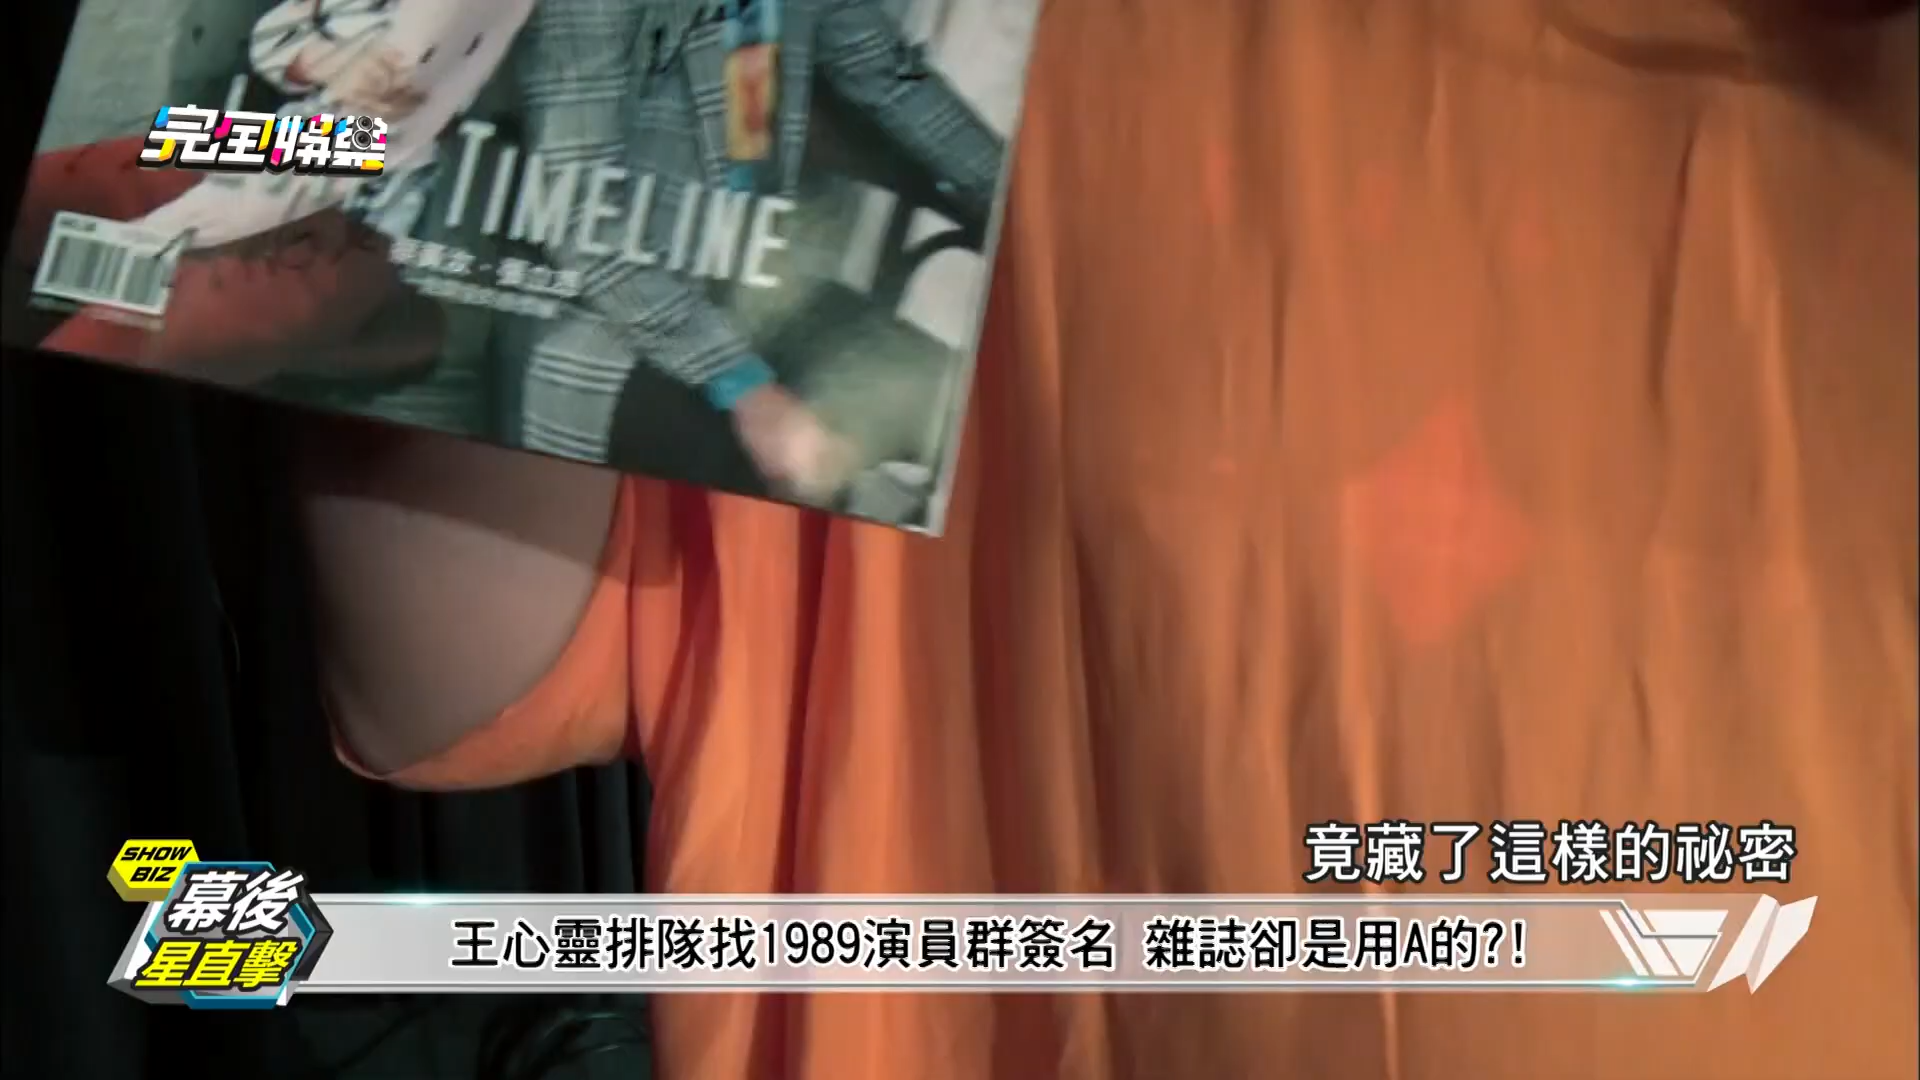 完全娛樂
TIMELINE
竟藏了這樣的祕密
SHOW
BIZ
幕後
星直擊
王心靈排隊找1989演員群簽名 雜誌卻是用A的?!